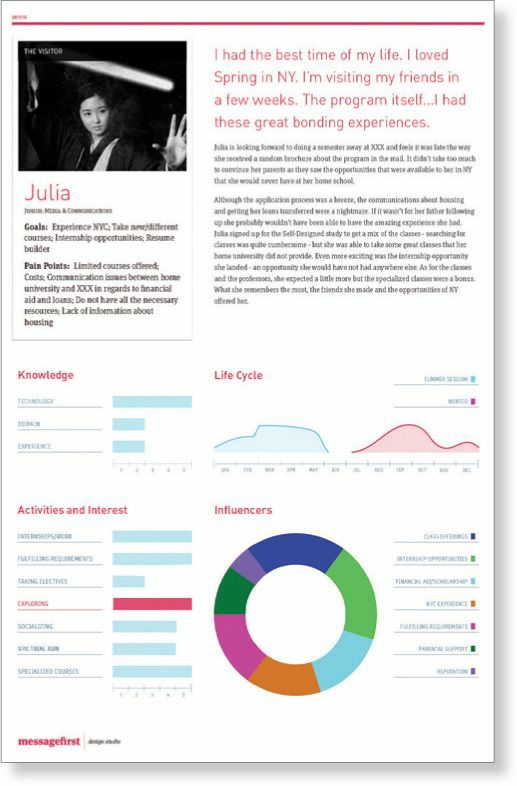 persona
THE VISITOR
Julia
JUNIOR; MEDIA & COMMUNICATIONS
Goals: Experience NYC; Take new/different
courses; Internship opportunities; Resume
builder
Pain Points: Limited courses offered;
Costs; Communication issues between home
university and XXX in regards to financial
aid and loans; Do not have all the necessary
resources; Lack of information about
housing
I had the best time of my life. I loved
Spring in NY. I'm visiting my friends in
a few weeks. The program itself...I had
these great bonding experiences.
Julia is looking forward to doing a semester away at XXX and feels it was fate the way
she received a random brochure about the program in the mail. It didn't take too much
to convince her parents as they saw the opportunities that were available to her in NY
that she would never have at her home school.
Although the application process was a breeze, the communications about housing
and getting her loans transferred were a nightmare. If it wasn't for her father following
up she probably wouldn't have been able to have the amazing experience she had.
Julia signed up for the Self-Designed study to get a mix of the classes - searching for
classes was quite cumbersome - but she was able to take some great classes that her
home university did not provide. Even more exciting was the internship opportunity
she landed - an opportunity she would have not had anywhere else. As for the classes
and the professors, she expected a little more but the specialized classes were a bonus.
What she remembers the most, the friends she made and the opportunities of NY
offered her.
Knowledge
TECHNOLOGY
DOMAIN
EXPERIENCE
1 2 3 4 5
Life Cycle
SUMMER SESSION
WINTER
JAN FEB MAR APR MAY JUN JUL AUG SEP OCT NOV DEC
Activities and Interest
INTERNSHIPS/WORK
FULFILLING REQUIREMENTS
TAKING ELECTIVES
EXPLORING
SOCIALIZING
NYC TRIAL RUN
SPECIALIZED COURSES
1 2 3 4 5
Influencers
CLASS OFFERINGS
INTERNSHIP OPPORTUNITIES
FINANCIAL AID/SCHOLARSHIP
NYC EXPERIENCE
FULFILLING REQUIREMENTS
PARENTAL SUPPORT
REPUTATION
messagefirst design studio